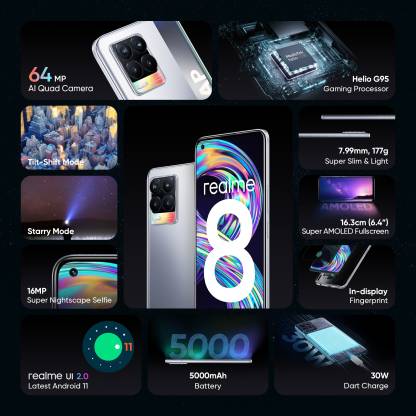 64 MP
AI Quad Camera
Helio G95
Gaming Processor
Tilt-Shift Mode
realme
8
7.99mm, 177g
Super Slim & Light
Starry Mode
AMOLED
16.3cm (6.4")
Super AMOLED Fullscreen
16MP
Super Nightscape Selfie
In-display
Fingerprint
11
realme UI 2.0
Latest Android 11
5000
5000mAh
Battery
30W
30W
Dart Charge